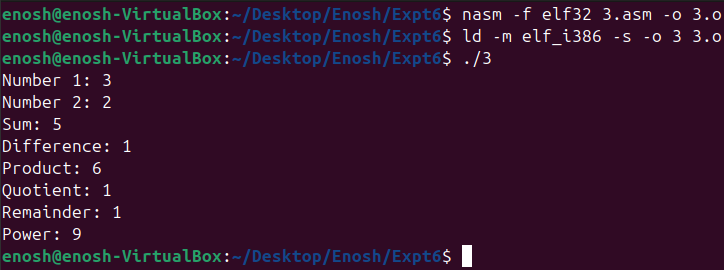 enosh@enosh-VirtualBox:~/Desktop/Enosh/Expt6$ nasm -f elf32 3.asm -o 3.o
enosh@enosh-VirtualBox:~/Desktop/Enosh/Expt6$ ld -m elf_i386 -s -o 3 3.o
enosh@enosh-VirtualBox:~/Desktop/Enosh/Expt6$ ./3
Number 1: 3
Number 2: 2
Sum: 5
Difference: 1
Product: 6
Quotient: 1
Remainder: 1
Power: 9
enosh@enosh-VirtualBox:~/Desktop/Enosh/Expt6$